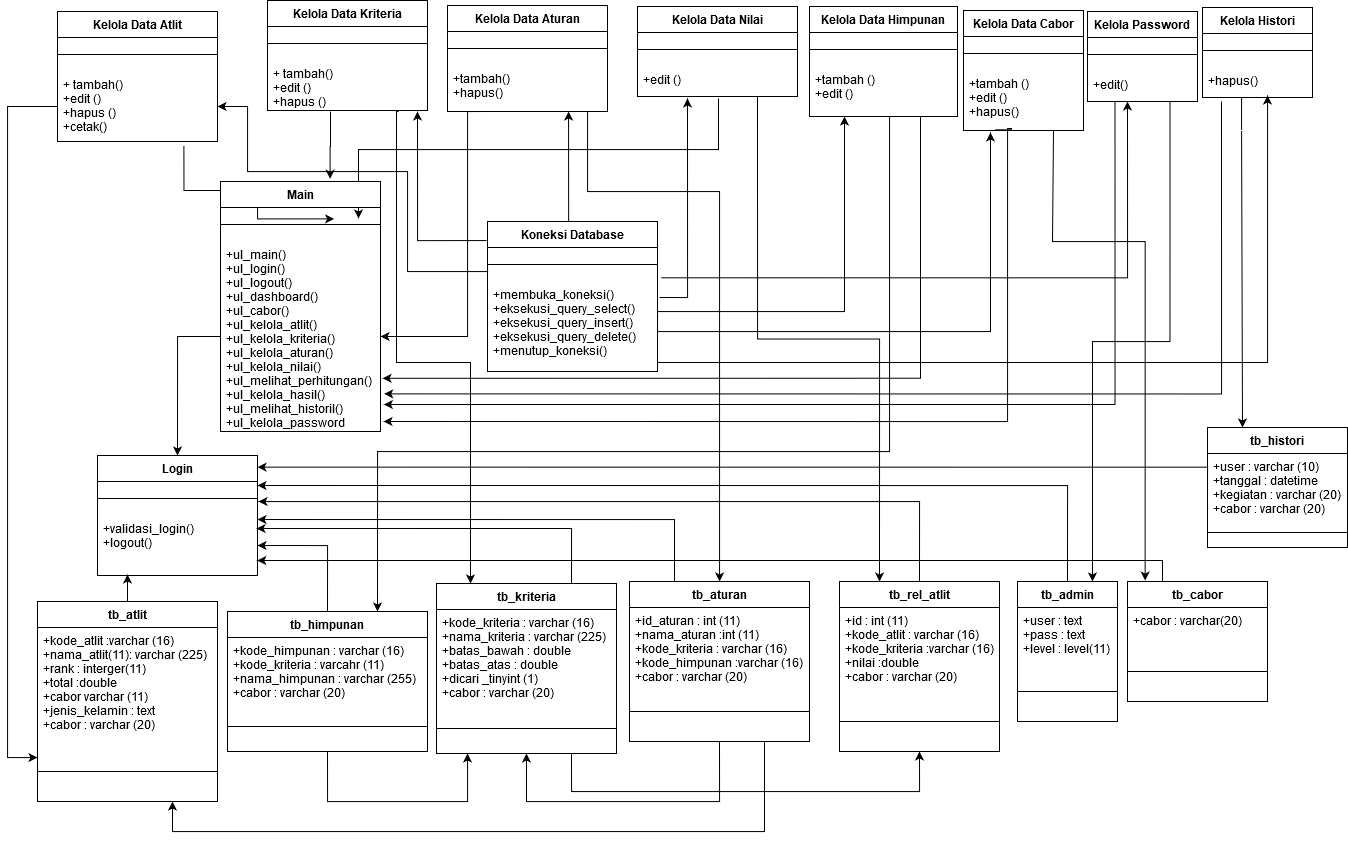 Kelola Data Atlit
+ tambah()
+edit ()
+hapus ()
+cetak()
Kelola Data Kriteria
+ tambah()
+edit ()
+hapus ()
Kelola Data Aturan
+tambah()
+hapus()
Kelola Data Nilai
+edit ()
Kelola Data Himpunan
+tambah ()
+edit ()
Kelola Data Cabor
+tambah ()
+edit ()
+hapus()
Kelola Password
+edit()
Kelola Histori
+hapus()
Main
+ul_main()
+ul_login()
+ul_logout()
+ul_dashboard()
+ul_cabor()
+ul_kelola_atlit()
+ul_kelola_kriteria()
+ul_kelola_aturan()
+ul_kelola_nilai()
+ul_melihat_perhitungan()
+ul_kelola_hasil()
+ul_melihat_historil()
+ul_kelola_password
Koneksi Database
+membuka_koneksi()
+eksekusi_query_select()
+eksekusi_query_insert()
+eksekusi_query_delete()
+menutup_koneksi()
Login
+validasi_login()
+logout()
tb_histori
+user : varchar (10)
+tanggal : datetime
+kegiatan : varchar (20)
+cabor : varchar (20)
tb_atlit
+kode_atlit :varchar (16)
+nama_atlit(11): varchar (225)
+rank : interger(11)
+total :double
+cabor varchar (11)
+jenis_kelamin : text
+cabor : varchar (20)
tb_himpunan
+kode_himpunan : varchar (16)
+kode_kriteria : varcahr (11)
+nama_himpunan : varchar (255)
+cabor : varchar (20)
tb_kriteria
+kode_kriteria : varchar (16)
+nama_kriteria : varchar (225)
+batas_bawah : double
+batas_atas : double
+dicari _tinyint (1)
+cabor : varchar (20)
tb_aturan
+id_aturan : int (11)
+nama_aturan :int (11)
+kode_kriteria : varchar (16)
+kode_himpunan :varchar (16)
+cabor : varchar (20)
tb_rel_atlit
+id : int (11)
+kode_atlit : varchar (16)
+kode_kriteria :varchar (16)
+nilai :double
+cabor : varchar (20)
tb_admin
+user : text
+pass : text
+level : level(11)
tb_cabor
+cabor : varchar(20)